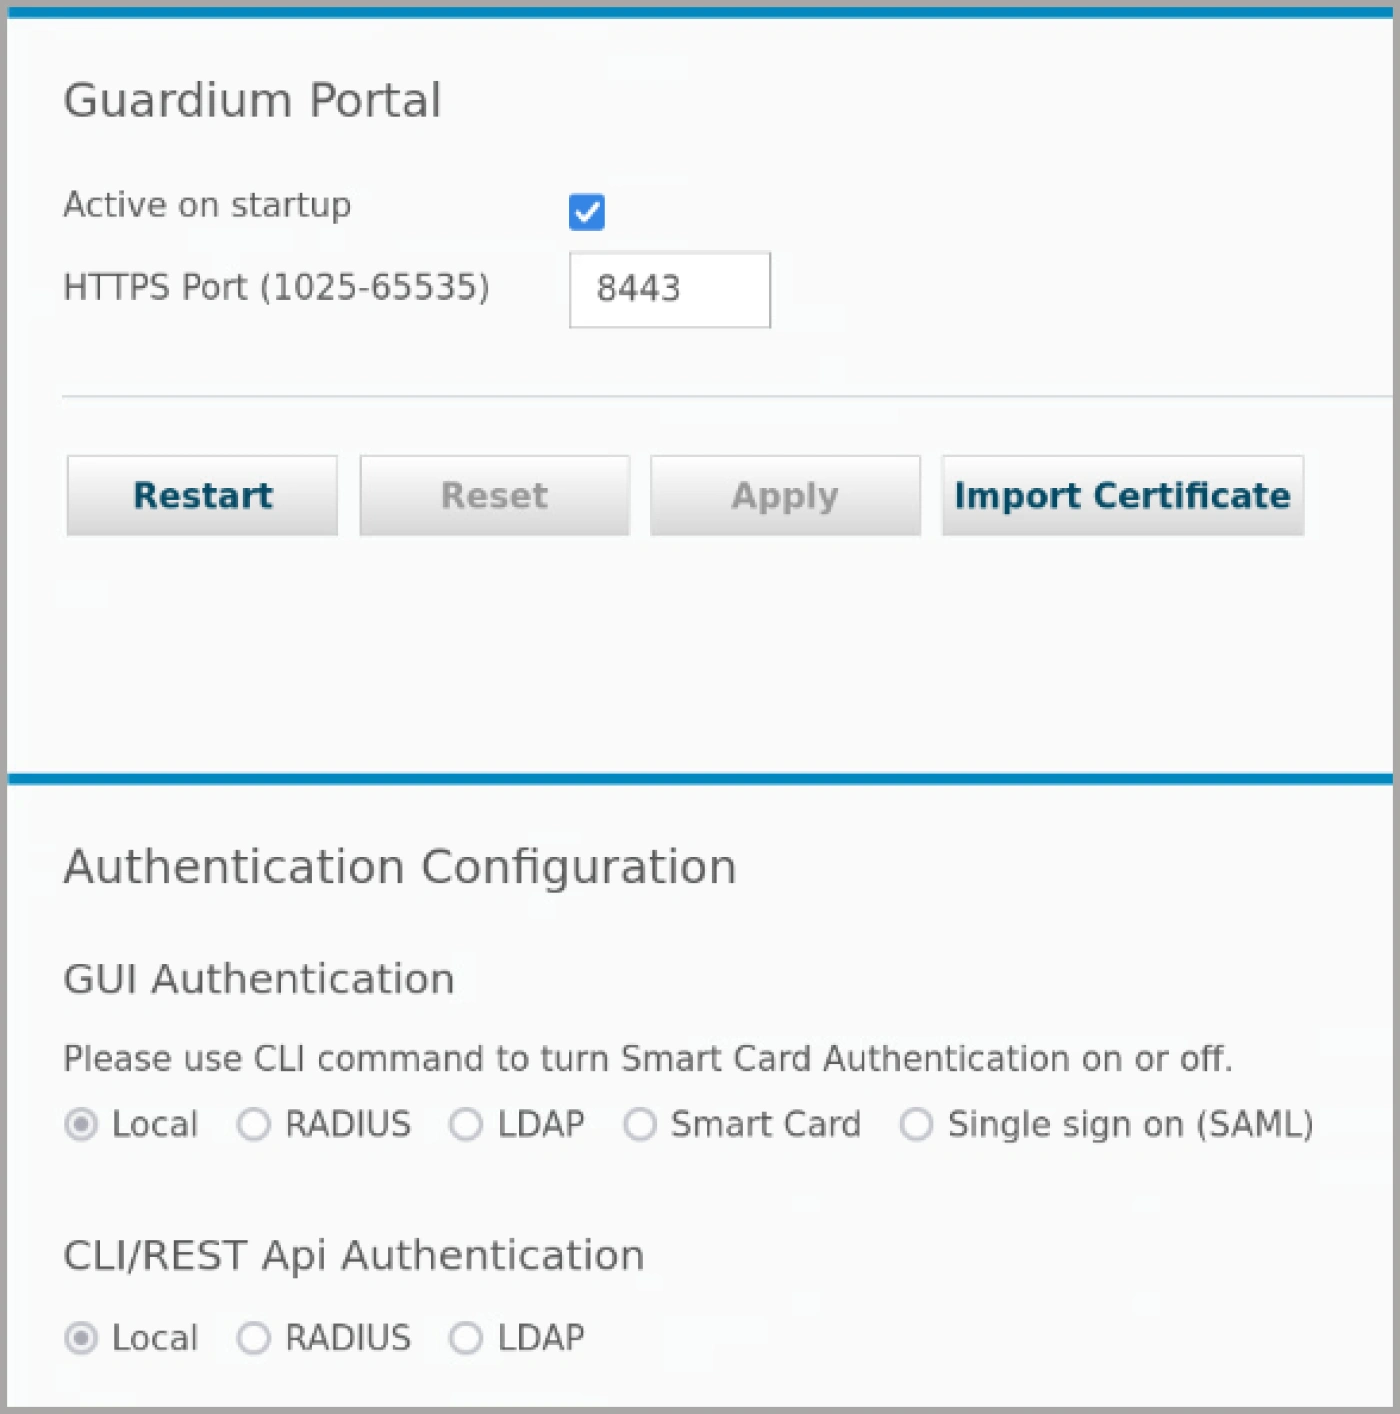 Guardium Portal
Active on startup
HTTPS Port (1025-65535) 8443
Restart Reset Apply Import Certificate
Authentication Configuration
GUI Authentication
Please use CLI command to turn Smart Card Authentication on or off.
Local RADIUS LDAP Smart Card Single sign on (SAML)
CLI/REST Api Authentication
Local RADIUS LDAP